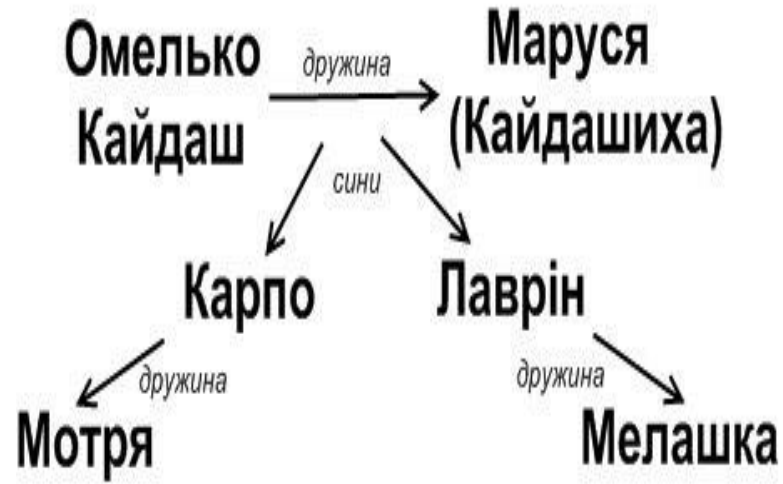 Омелько
Кайдаш
дружина
Маруся
(Кайдашиха)
сини
Карпо
Лаврін
дружина
дружина
Мотря
Мелашка